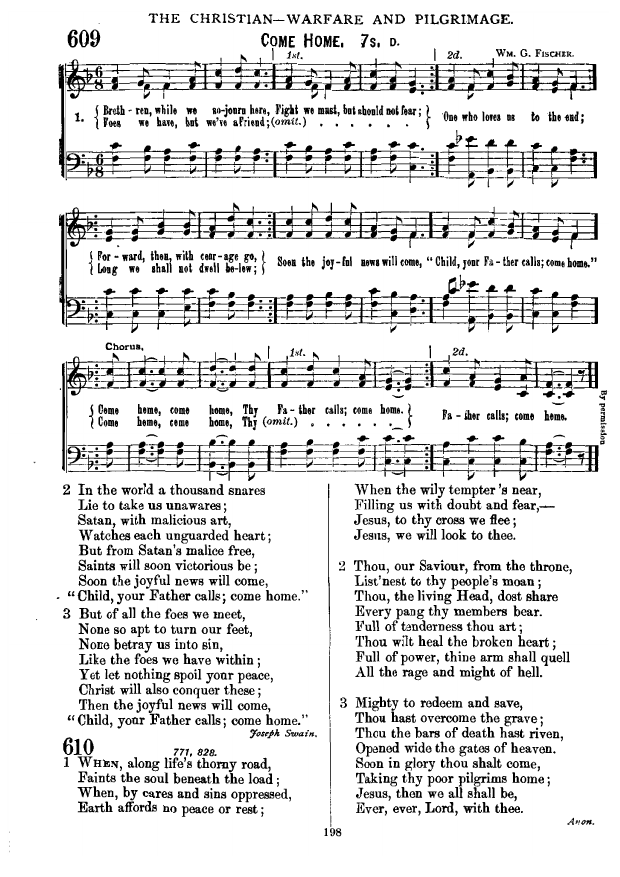 THE CHRISTIAN—WARFARE AND PILGRIMAGE.
609
COME HOME. 7s. D.
1st.
2d.
WM. G. FISCHER.
1. { Breth - ren, while we so-journ here, Fight we must, but should not fear; } One who loves us to the end;
{ Foes we have, but we've a Friend; (omit.) . . . . . }
{ For - ward, then, with cour-age go, } Soon the joy-ful news will come, "Child, your Fa - ther calls; come home."
{ Long we shall not dwell be-low; }
Chorus.
1st.
2d.
{ Come home, come home, Thy Fa - ther calls; come home. } Fa - ther calls; come home.
{ Come home, come home, Thy (omit.) . . . . . . }
By permission
2 In the world a thousand snares
Lie to take us unawares;
Satan, with malicious art,
Watches each unguarded heart;
But from Satan's malice free,
Saints will soon victorious be;
Soon the joyful news will come,
"Child, your Father calls; come home."
3 But of all the foes we meet,
None so apt to turn our feet,
None betray us into sin,
Like the foes we have within;
Yet let nothing spoil your peace,
Christ will also conquer these;
Then the joyful news will come,
"Child, your Father calls; come home."
Joseph Swain.
610
771, 828.
1 WHEN, along life's thorny road,
Faints the soul beneath the load;
When, by cares and sins oppressed,
Earth affords no peace or rest;
When the wily tempter's near,
Filling us with doubt and fear,—
Jesus, to thy cross we flee;
Jesus, we will look to thee.
2 Thou, our Saviour, from the throne,
List'nest to thy people's moan;
Thou, the living Head, dost share
Every pang thy members bear.
Full of tenderness thou art;
Thou wilt heal the broken heart;
Full of power, thine arm shall quell
All the rage and might of hell.
3 Mighty to redeem and save,
Thou hast overcome the grave;
Thou the bars of death hast riven,
Opened wide the gates of heaven.
Soon in glory thou shalt come,
Taking thy poor pilgrims home;
Jesus, then we all shall be,
Ever, ever, Lord, with thee.
Anon.
198